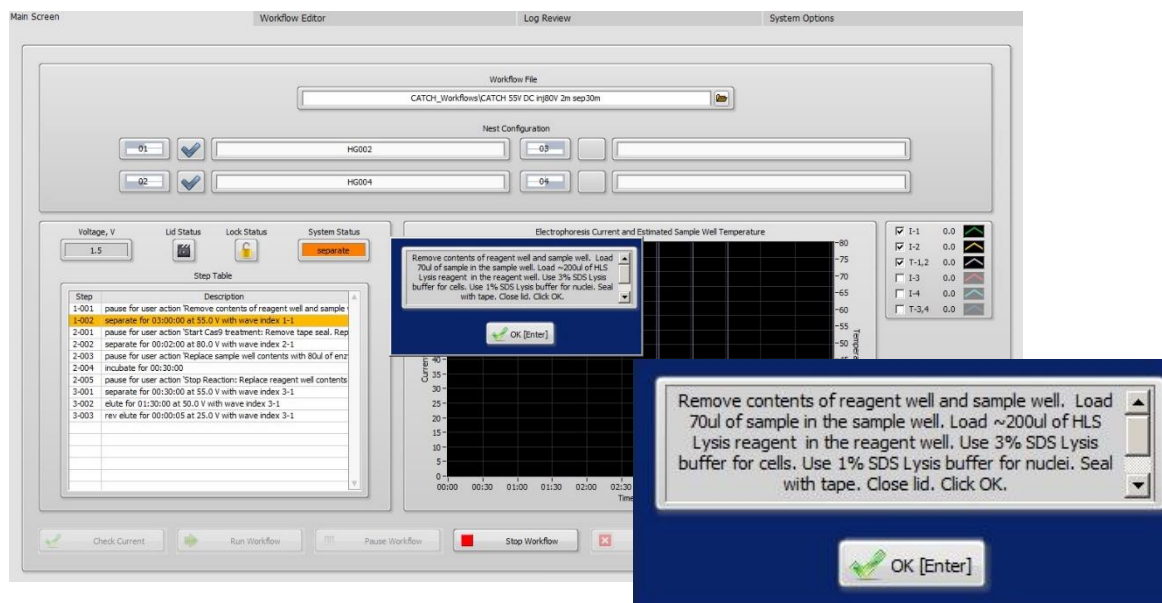 Main Screen
Workflow Editor
Log Review
System Options
Workflow File
CATCH_Workflows\CATCH 55V DC inj80V 2m sep30m
Nest Configuration
01
HG002
03
02
HG004
04
Voltage, V
Lid Status
Lock Status
System Status
1.5
separate
Step Table
Step Description
1-001 pause for user action 'Remove contents of reagent well and sample
1-002 separate for 03:00:00 at 55.0 V with wave index 1-1
2-001 pause for user action 'Start Cas9 treatment: Remove tape seal. Rep
2-002 separate for 00:02:00 at 80.0 V with wave index 2-1
2-003 pause for user action 'Replace sample well contents with 80ul of enz
2-004 incubate for 00:30:00
2-005 pause for user action 'Stop Reaction: Replace reagent well contents
3-001 separate for 00:30:00 at 55.0 V with wave index 3-1
3-002 elute for 01:30:00 at 50.0 V with wave index 3-1
3-003 rev elute for 00:00:05 at 25.0 V with wave index 3-1
Electrophoresis Current and Estimated Sample Well Temperature
Remove contents of reagent well and sample well. Load
70ul of sample in the sample well. Load ~200ul of HLS
Lysis reagent in the reagent well. Use 3% SDS Lysis
buffer for cells. Use 1% SDS Lysis buffer for nuclei. Seal
with tape. Close lid. Click OK.
OK [Enter]
40
35
30
25
20
15
10
5
0
00:00 00:30 01:00 01:30 02:00 02:30
80
75
70
65
60
55
50
I-1 0.0
I-2 0.0
T-1,2 0.0
I-3 0.0
I-4 0.0
T-3,4 0.0
Check Current
Run Workflow
Pause Workflow
Stop Workflow
Remove contents of reagent well and sample well. Load
70ul of sample in the sample well. Load ~200ul of HLS
Lysis reagent in the reagent well. Use 3% SDS Lysis
buffer for cells. Use 1% SDS Lysis buffer for nuclei. Seal
with tape. Close lid. Click OK.
OK [Enter]